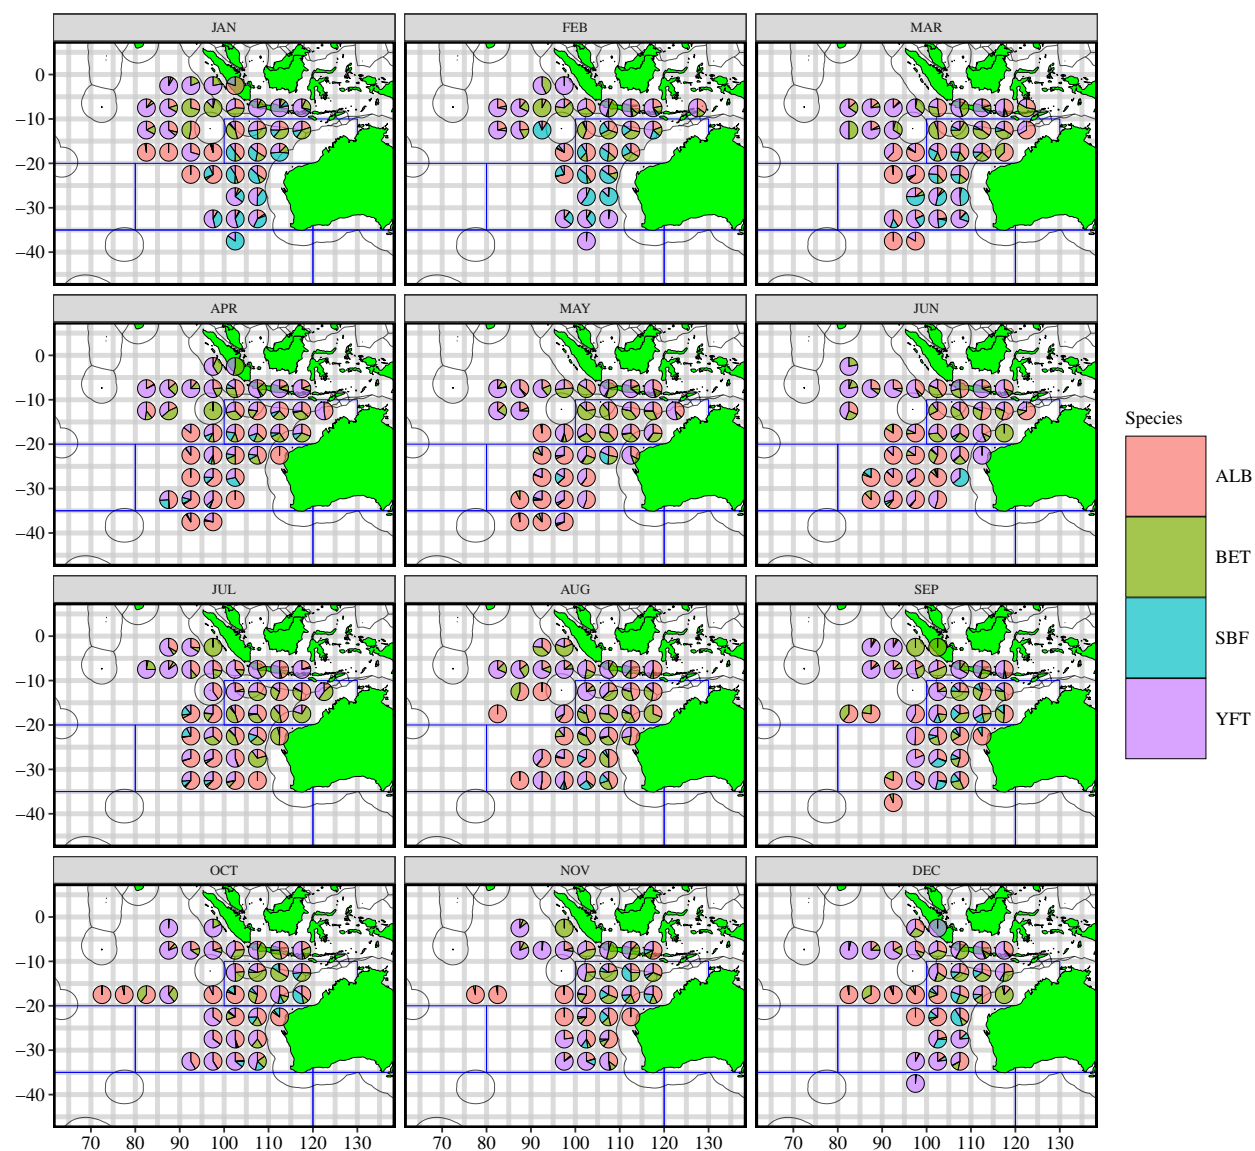 JAN FEB MAR
0
−10
−20
−30
−40
APR MAY JUN
0
−10
−20
−30
−40
Species
ALB
BET
SBF
YFT
JUL AUG SEP
0
−10
−20
−30
−40
OCT NOV DEC
0
−10
−20
−30
−40
70 80 90 100 110 120 130 70 80 90 100 110 120 130 70 80 90 100 110 120 130